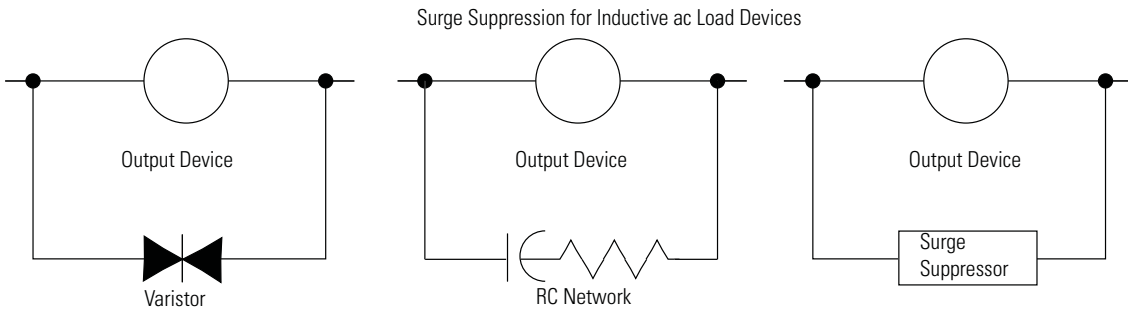 Surge Suppression for Inductive ac Load Devices
Output Device
Output Device
Output Device
Surge
Suppressor
Varistor
RC Network